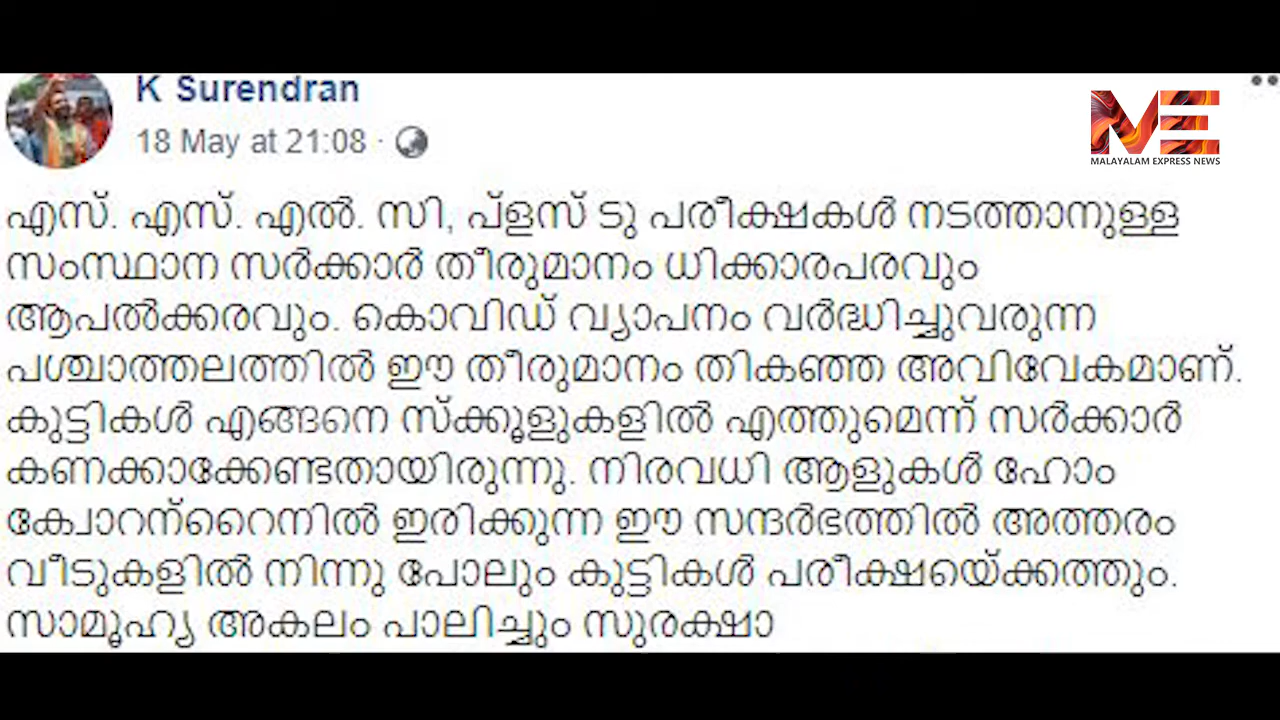 K Surendran
18 May at 21:08 ·
ME
MALAYALAM EXPRESS NEWS
എസ്. എസ്. എൽ. സി, പ്ളസ് ടു പരീക്ഷകൾ നടത്താനുള്ള
സംസ്ഥാന സർക്കാർ തീരുമാനം ധിക്കാരപരവും
ആപൽക്കരവും. കൊവിഡ് വ്യാപനം വർദ്ധിച്ചുവരുന്ന
പശ്ചാത്തലത്തിൽ ഈ തീരുമാനം തികഞ്ഞ അവിവേകമാണ്.
കുട്ടികൾ എങ്ങനെ സ്ക്കൂളുകളിൽ എത്തുമെന്ന് സർക്കാർ
കണക്കാക്കേണ്ടതായിരുന്നു. നിരവധി ആളുകൾ ഹോം
ക്വോറന്റൈനിൽ ഇരിക്കുന്ന ഈ സന്ദർഭത്തിൽ അത്തരം
വീടുകളിൽ നിന്നു പോലും കുട്ടികൾ പരീക്ഷയ്ക്കെത്തും.
സാമൂഹ്യ അകലം പാലിച്ചും സുരക്ഷാ